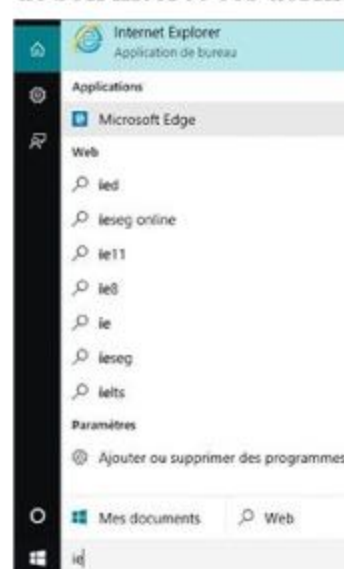 Internet Explorer
Application de bureau
Applications
Microsoft Edge
Web
ied
ieseg online
ie11
ie8
ie
ieseg
ielts
Paramètres
Ajouter ou supprimer des programmes
Mes documents
Web
ie